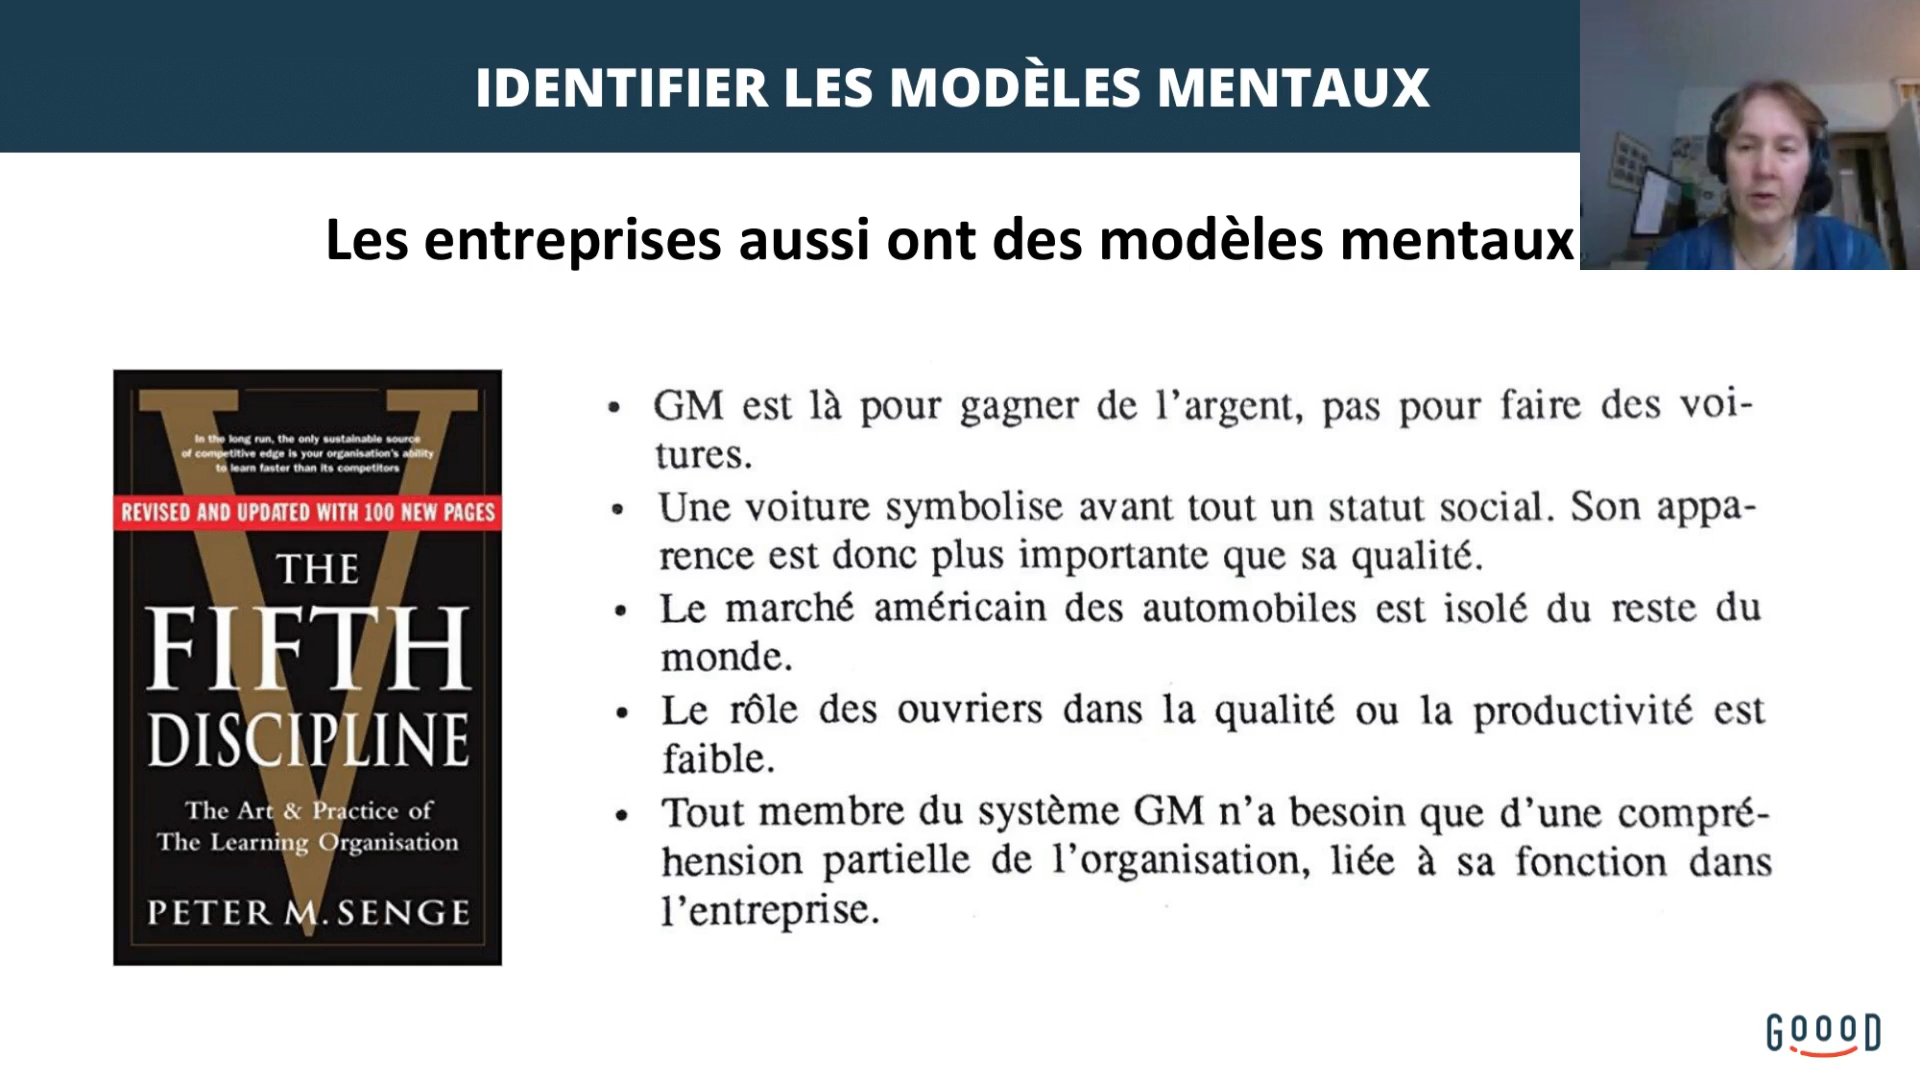 IDENTIFIER LES MODÈLES MENTAUX
Les entreprises aussi ont des modèles mentaux
In the long run, the only sustainable source
of competitive edge is your organisation's ability
to learn faster than its competitors
REVISED AND UPDATED WITH 100 NEW PAGES
THE
FIFTH
DISCIPLINE
The Art & Practice of
The Learning Organisation
PETER M. SENGE
• GM est là pour gagner de l'argent, pas pour faire des voi-
tures.
• Une voiture symbolise avant tout un statut social. Son appa-
rence est donc plus importante que sa qualité.
• Le marché américain des automobiles est isolé du reste du
monde.
• Le rôle des ouvriers dans la qualité ou la productivité est
faible.
• Tout membre du système GM n'a besoin que d'une compré-
hension partielle de l'organisation, liée à sa fonction dans
l'entreprise.
GOOOD